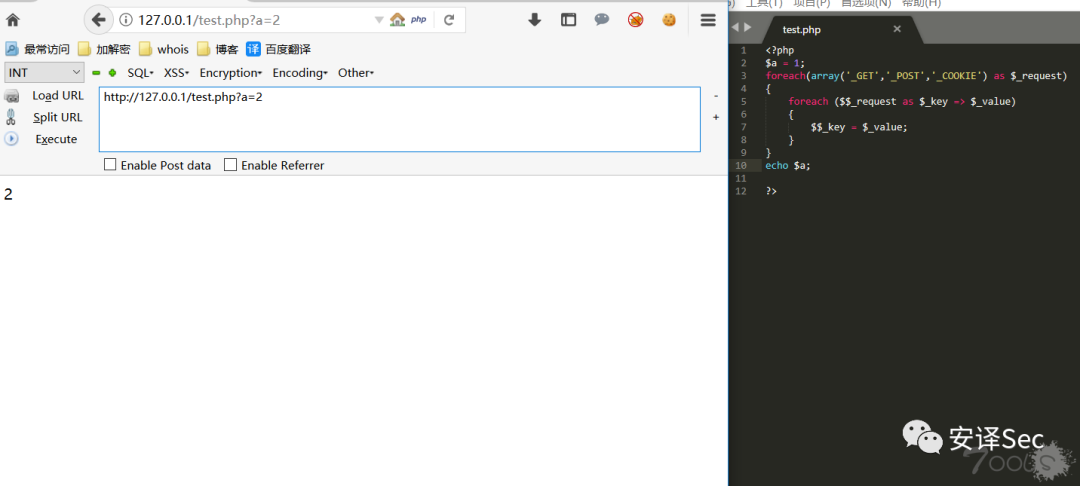 127.0.0.1/test.php?a=2
php
最常访问 加解密 whois 博客 译 百度翻译
INT SQL XSS Encryption Encoding Other
Load URL
Split URL
Execute
http://127.0.0.1/test.php?a=2
Enable Post data Enable Referrer
2
工具(T) 项目(P) 首选项(N) 帮助(H)
test.php
1 <?php
2 $a = 1;
3 foreach(array('_GET','_POST','_COOKIE') as $_request)
4 {
5 foreach ($$_request as $_key => $_value)
6 {
7 $$_key = $_value;
8 }
9 }
10 echo $a;
11
12 ?>
安译Sec
7ools